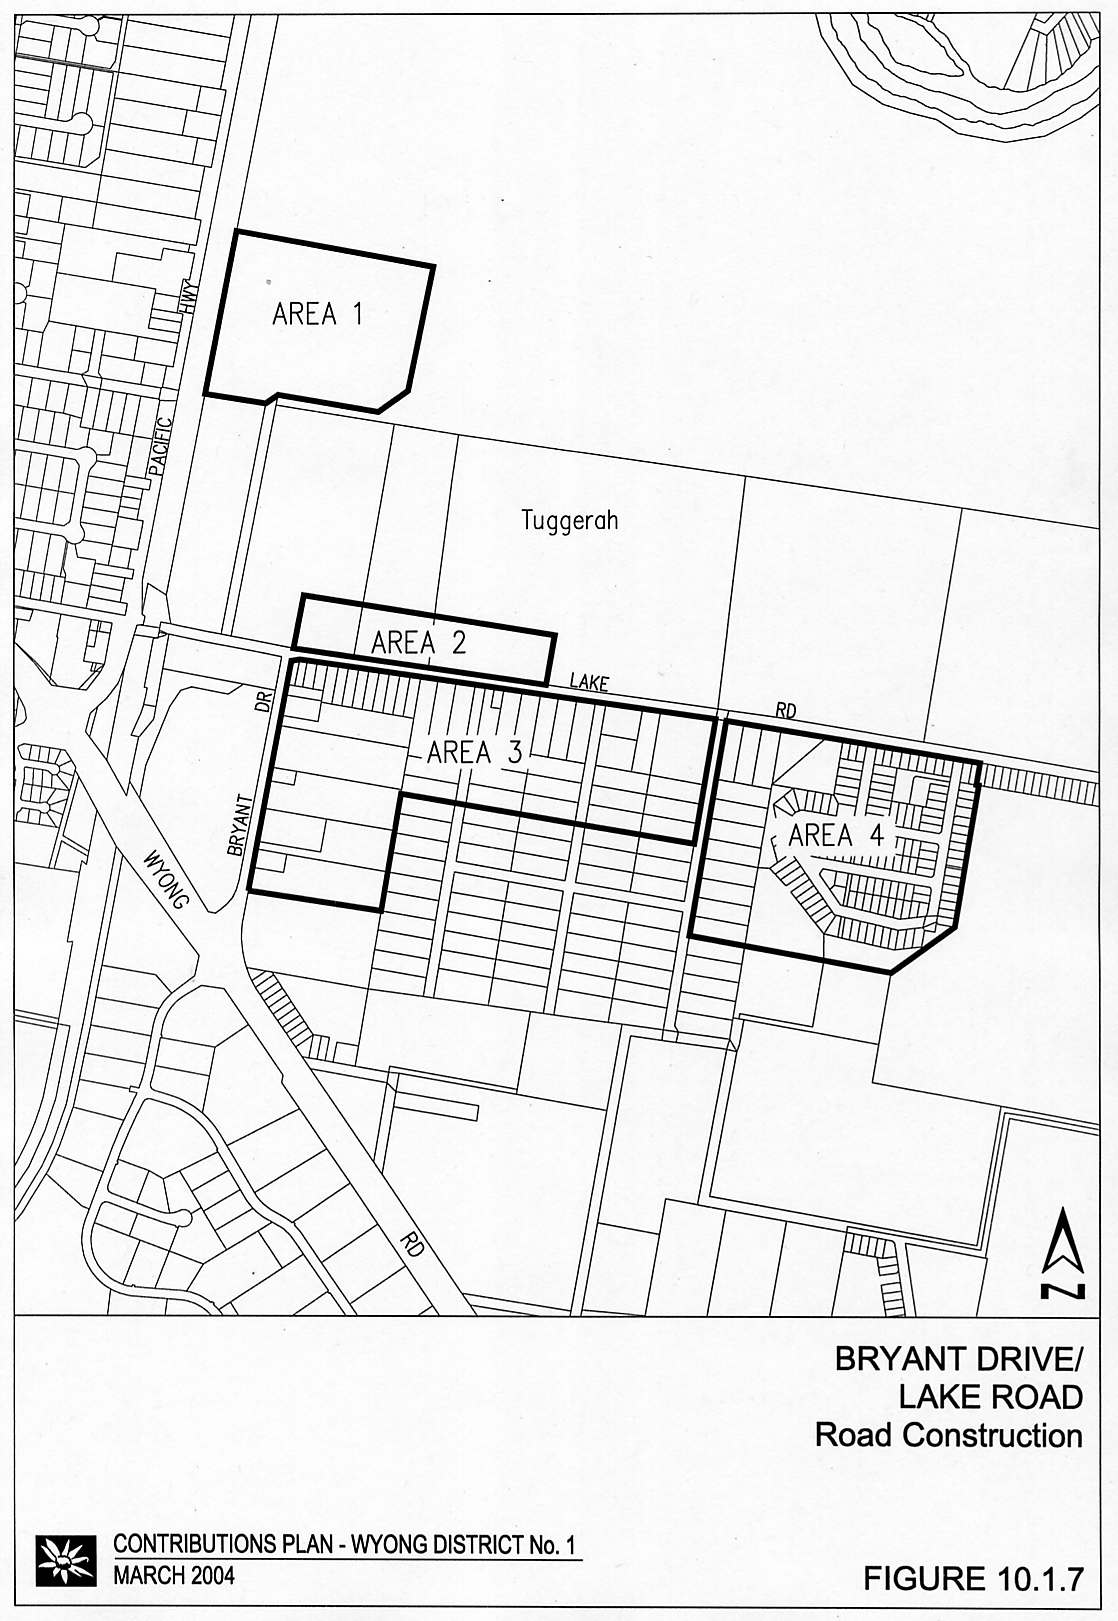 AREA 1
HWY
PACIFIC
Tuggerah
AREA 2
LAKE
RD
DR
AREA 3
BRYANT
AREA 4
WYONG
RD
N
BRYANT DRIVE/
LAKE ROAD
Road Construction
CONTRIBUTIONS PLAN - WYONG DISTRICT No. 1
MARCH 2004
FIGURE 10.1.7